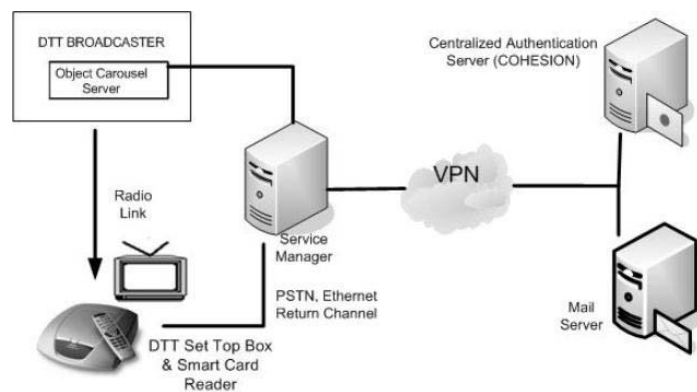 DTT BROADCASTER
Object Carousel
Server
Centralized Authentication
Server (COHESION)
VPN
Radio
Link
Service
Manager
PSTN, Ethernet
Return Channel
Mail
Server
DTT Set Top Box
& Smart Card
Reader